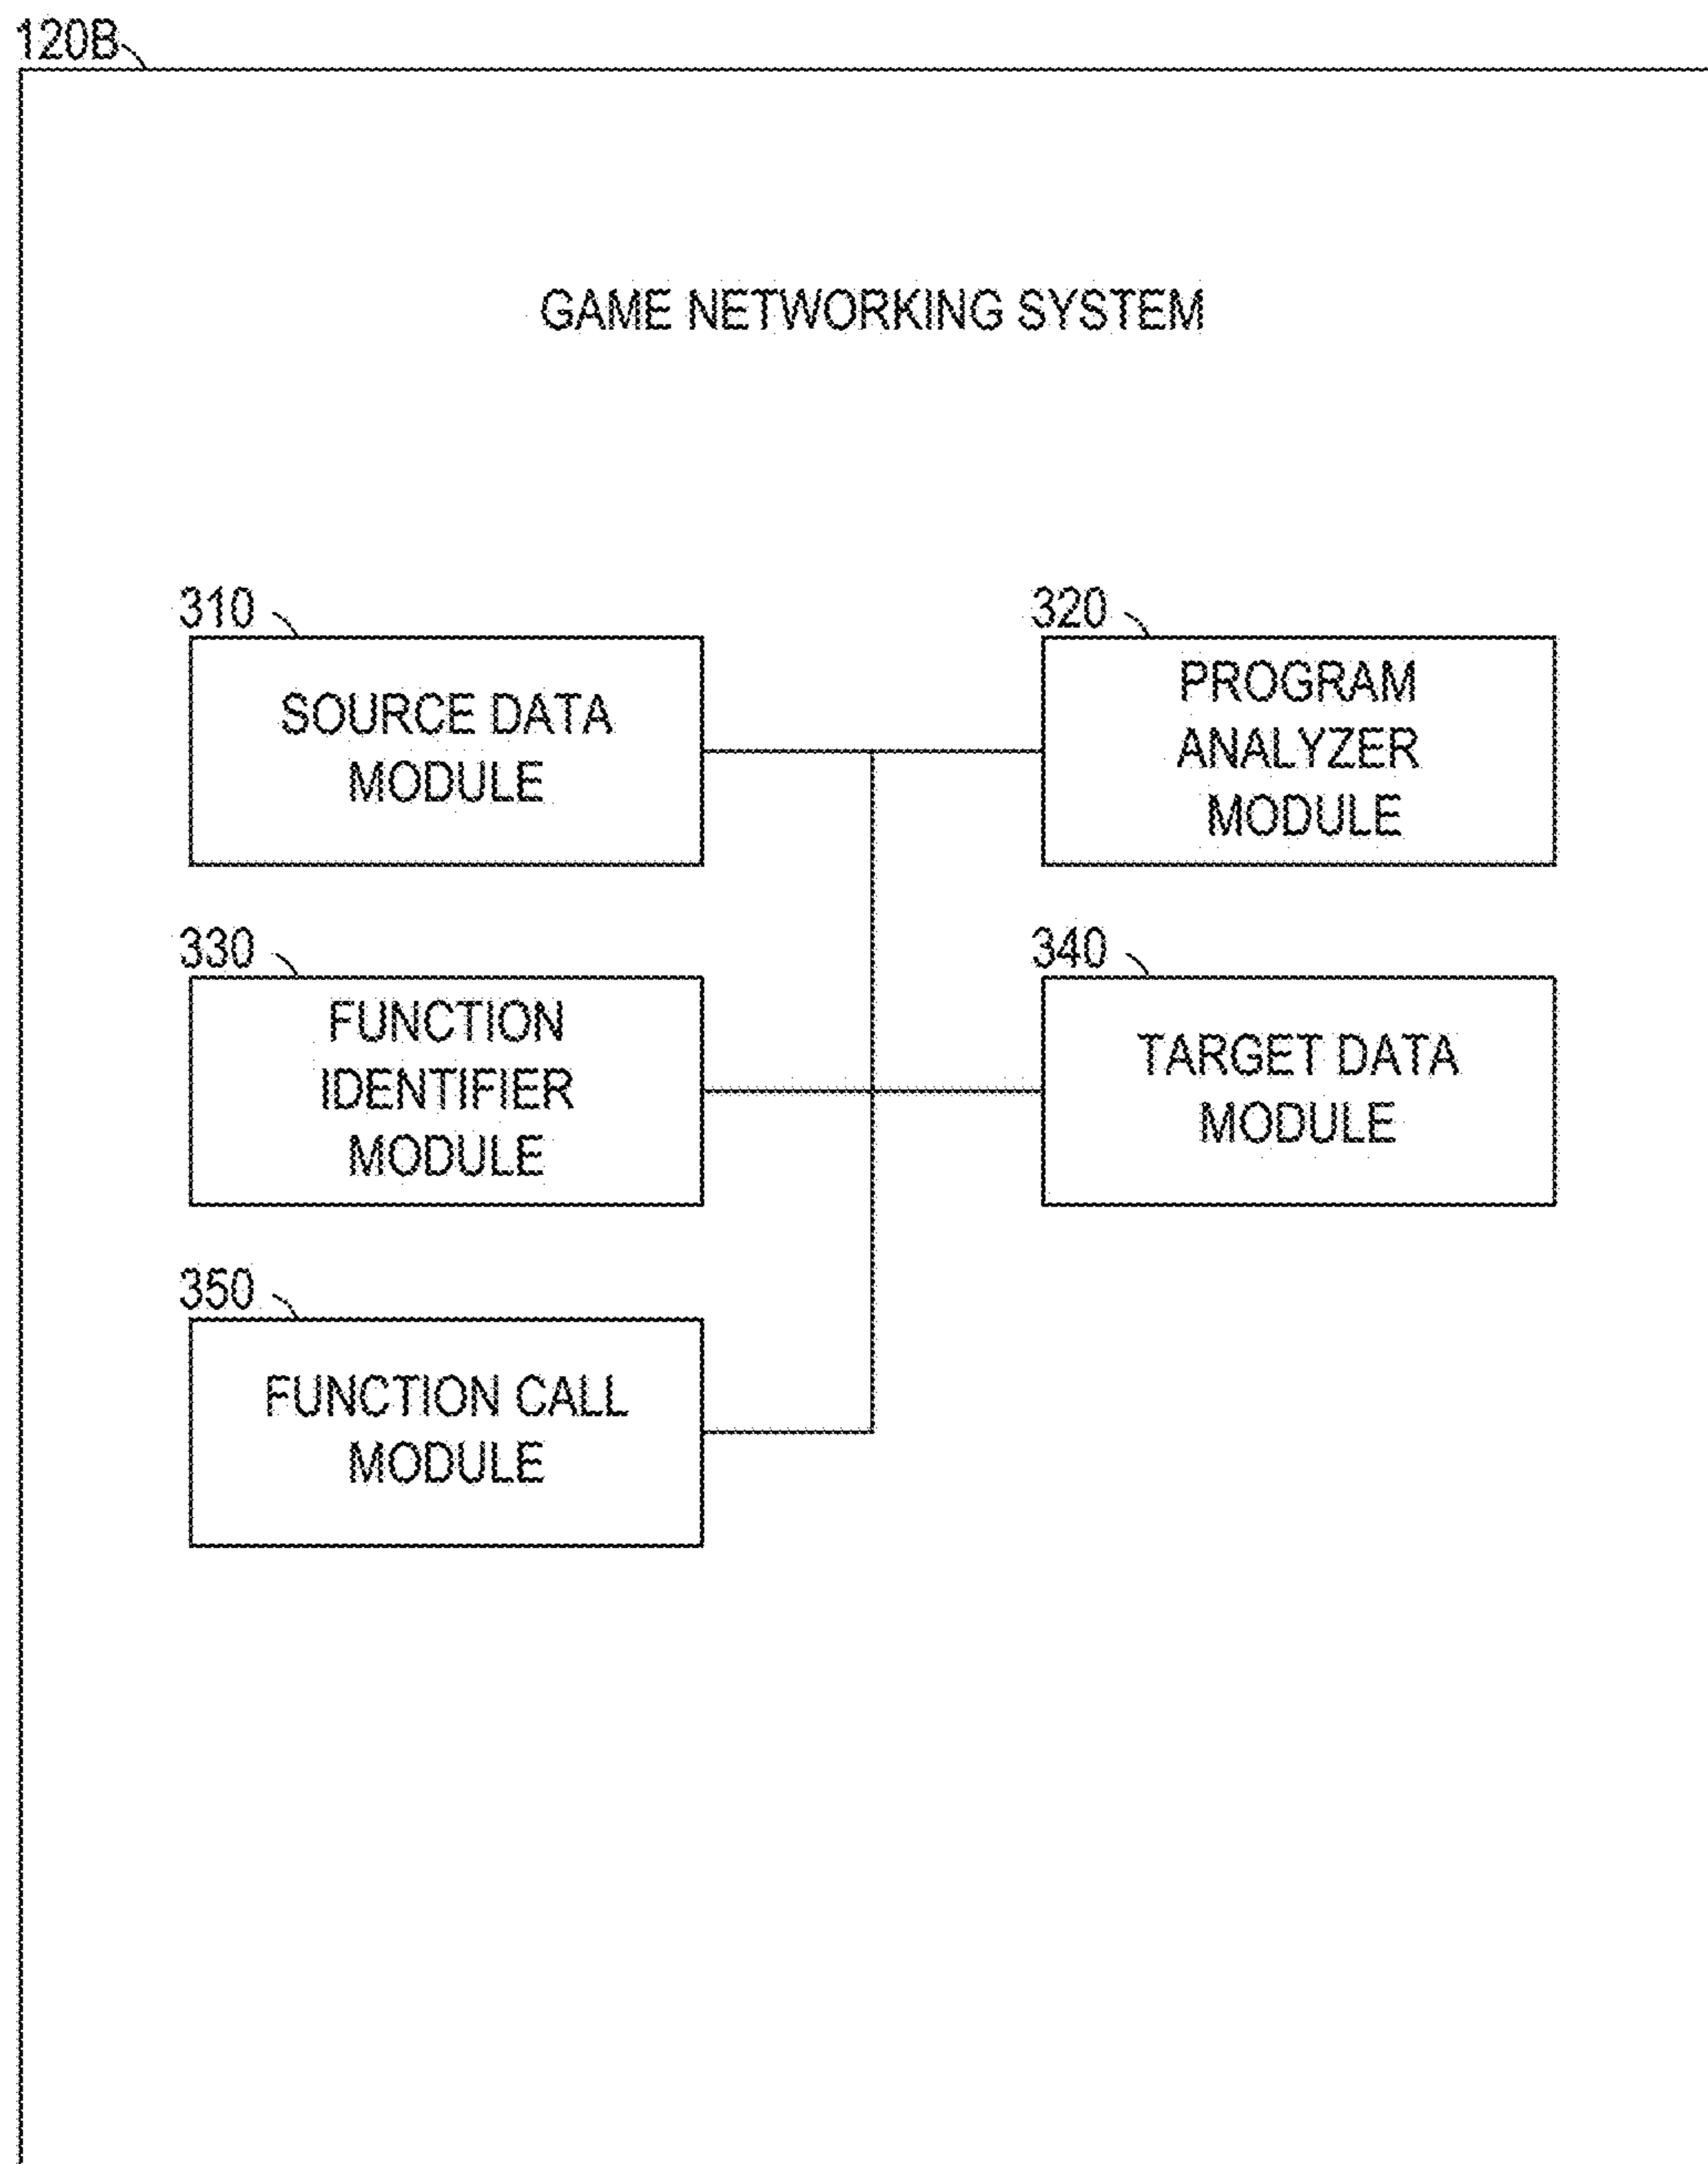 120B
GAME NETWORKING SYSTEM
310
SOURCE DATA
MODULE
320
PROGRAM
ANALYZER
MODULE
330
FUNCTION
IDENTIFIER
MODULE
340
TARGET DATA
MODULE
350
FUNCTION CALL
MODULE